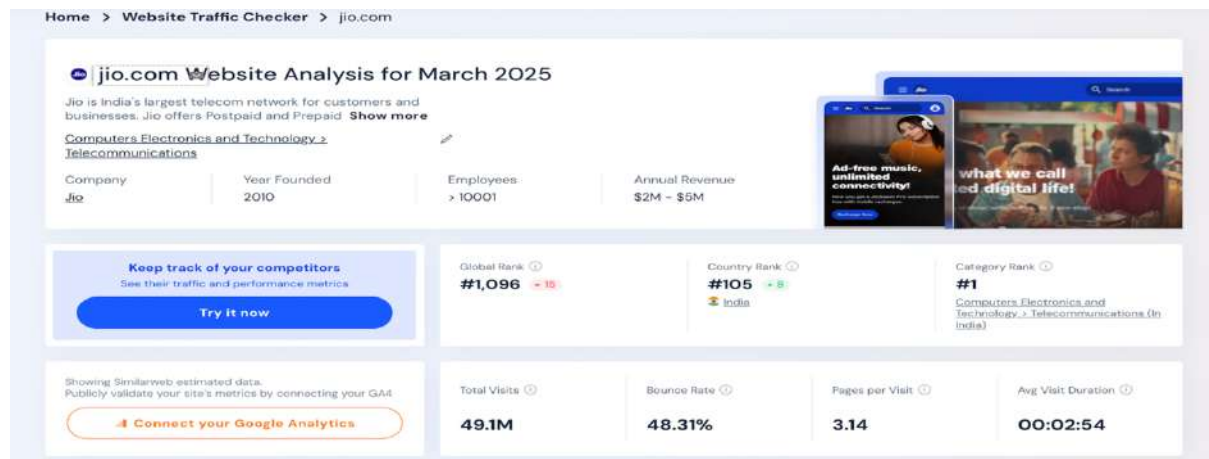 Home > Website Traffic Checker > jio.com
jio.com Website Analysis for March 2025
Jio is India's largest telecom network for customers and
businesses. Jio offers Postpaid and Prepaid Show more
Computers Electronics and Technology >
Telecommunications
Company
Jio
Year Founded
2010
Employees
> 10001
Annual Revenue
$2M - $5M
Jio
Search
Search
Ad-free music,
unlimited
connectivity!
what we call
ted digital life!
Keep track of your competitors
See their traffic and performance metrics
Try it now
Global Rank
#1,096
15
Country Rank
#105
8
India
Category Rank
#1
Computers Electronics and
Technology > Telecommunications (In
India)
Showing Similarweb estimated data.
Publicly validate your site's metrics by connecting your GA4
Connect your Google Analytics
Total Visits
49.1M
Bounce Rate
48.31%
Pages per Visit
3.14
Avg Visit Duration
00:02:54